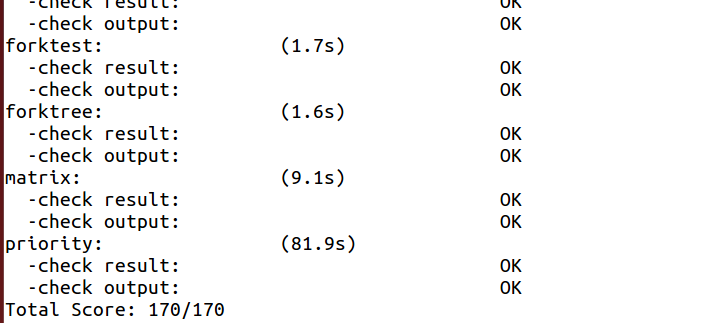 -check result: OK
-check output: OK
forktest: (1.7s)
-check result: OK
-check output: OK
forktree: (1.6s)
-check result: OK
-check output: OK
matrix: (9.1s)
-check result: OK
-check output: OK
priority: (81.9s)
-check result: OK
-check output: OK
Total Score: 170/170